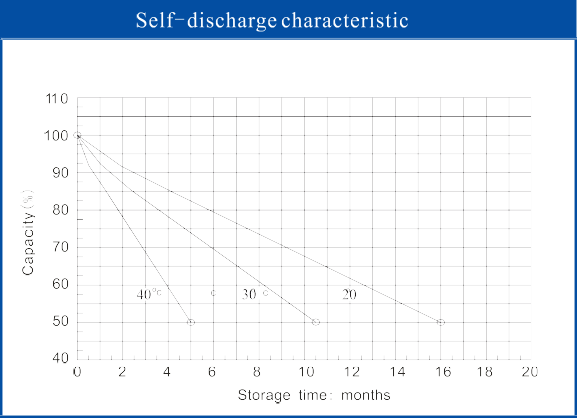 Self-discharge characteristic
110
100
90
80
70
60
50
40
Capacity (%)
40°c
30 c
20
0 2 4 6 8 10 12 14 16 18 20
Storage time: months